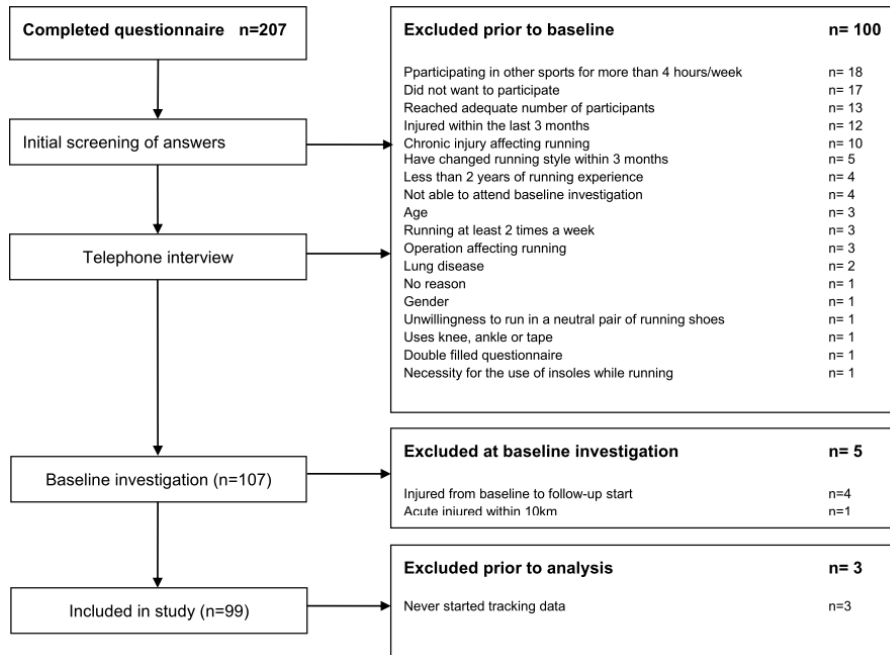 Completed questionnaire n=207
Excluded prior to baseline n= 100
Pparticipating in other sports for more than 4 hours/week n= 18
Did not want to participate n= 17
Reached adequate number of participants n= 13
Initial screening of answers
Injured within the last 3 months n= 12
Chronic injury affecting running n= 10
Have changed running style within 3 months n= 5
Less than 2 years of running experience n= 4
Not able to attend baseline investigation n= 4
Age n= 3
Running at least 2 times a week n= 3
Telephone interview
Operation affecting running n= 3
Lung disease n= 2
No reason n= 1
Gender n= 1
Unwillingness to run in a neutral pair of running shoes n= 1
Uses knee, ankle or tape n= 1
Double filled questionnaire n= 1
Necessity for the use of insoles while running n= 1
Baseline investigation (n=107)
Excluded at baseline investigation n= 5
Injured from baseline to follow-up start n=4
Acute injured within 10km n=1
Included in study (n=99)
Excluded prior to analysis n= 3
Never started tracking data n=3